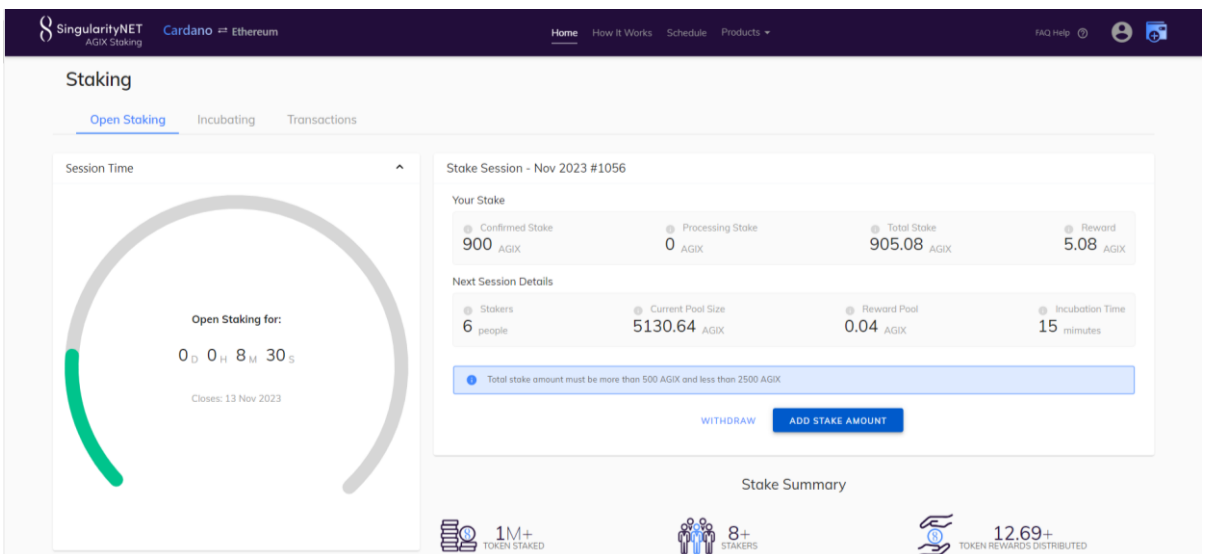 SingularityNET
AGIX Staking
Cardano ⇌ Ethereum
Home How It Works Schedule Products
FAQ Help
Staking
Open Staking Incubating Transactions
Session Time
Open Staking for:
0 D 0 H 8 M 30 S
Closes: 13 Nov 2023
Stake Session - Nov 2023 #1056
Your Stake
Confirmed Stake Processing Stake Total Stake Reward
900 AGIX 0 AGIX 905.08 AGIX 5.08 AGIX
Next Session Details
Stakers Current Pool Size Reward Pool Incubation Time
6 people 5130.64 AGIX 0.04 AGIX 15 mimutes
Total stake amount must be more than 500 AGIX and less than 2500 AGIX
WITHDRAW ADD STAKE AMOUNT
Stake Summary
1M+ 8+ 12.69+
TOKEN STAKED STAKERS TOKEN REWARDS DISTRIBUTED